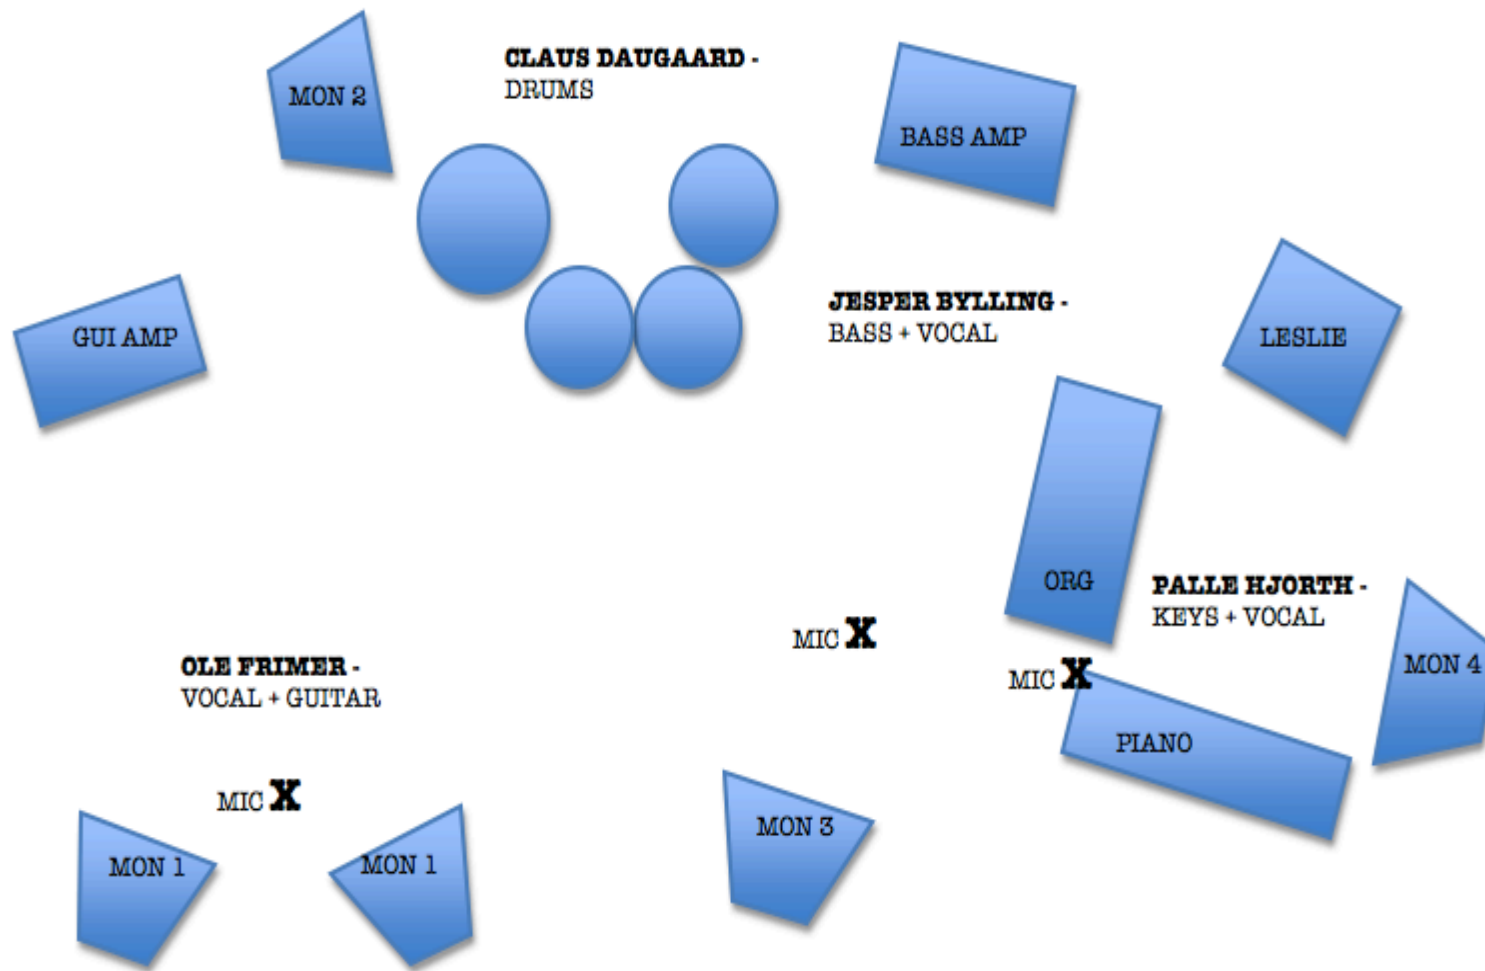 CLAUS DAUGAARD -
DRUMS
MON 2
BASS AMP
JESPER BYLLING -
BASS + VOCAL
GUI AMP
LESLIE
ORG
PALLE HJORTH -
KEYS + VOCAL
MIC X
OLE FRIMER -
VOCAL + GUITAR
MIC X
MON 4
PIANO
MIC X
MON 3
MON 1
MON 1